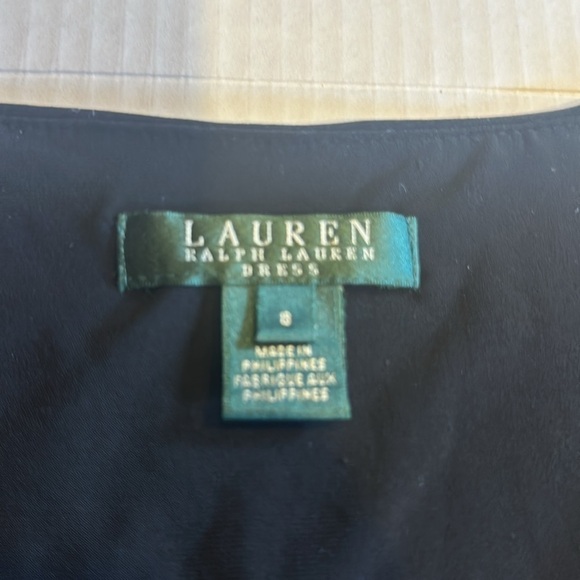 LAUREN
RALPH LAUREN
DRESS
8
MADE IN
PHILIPPINES
FABRIQUE AUX
PHILIPPINES